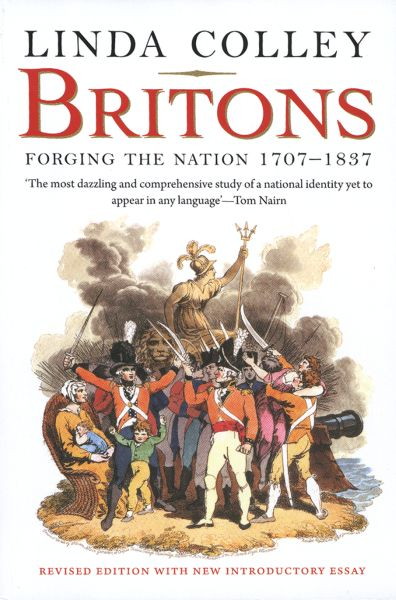 LINDA COLLEY
BRITONS
FORGING THE NATION 1707–1837
‘The most dazzling and comprehensive study of a national identity yet to
appear in any language’—Tom Nairn
REVISED EDITION WITH NEW INTRODUCTORY ESSAY